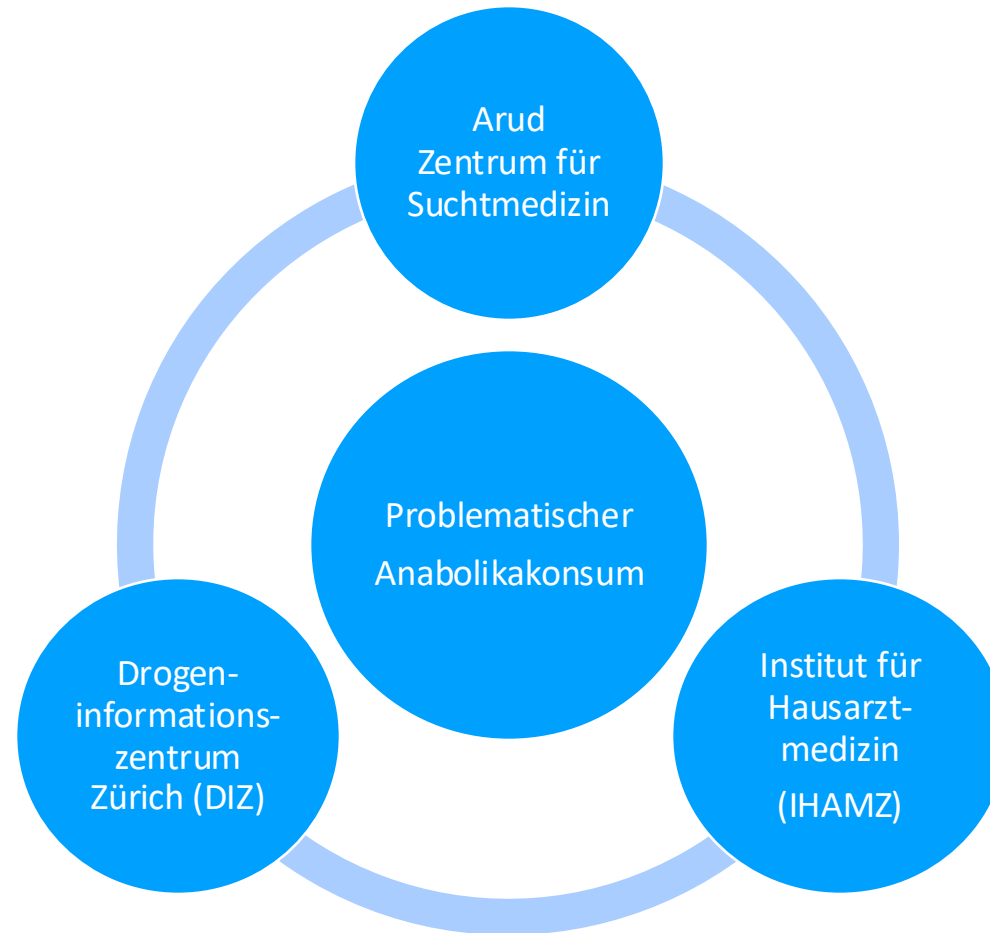 Arud
Zentrum für
Suchtmedizin
Problematischer
Anabolikakonsum
Drogen-
informations-
zentrum
Zürich (DIZ)
Institut für
Hausarzt-
medizin
(IHAMZ)